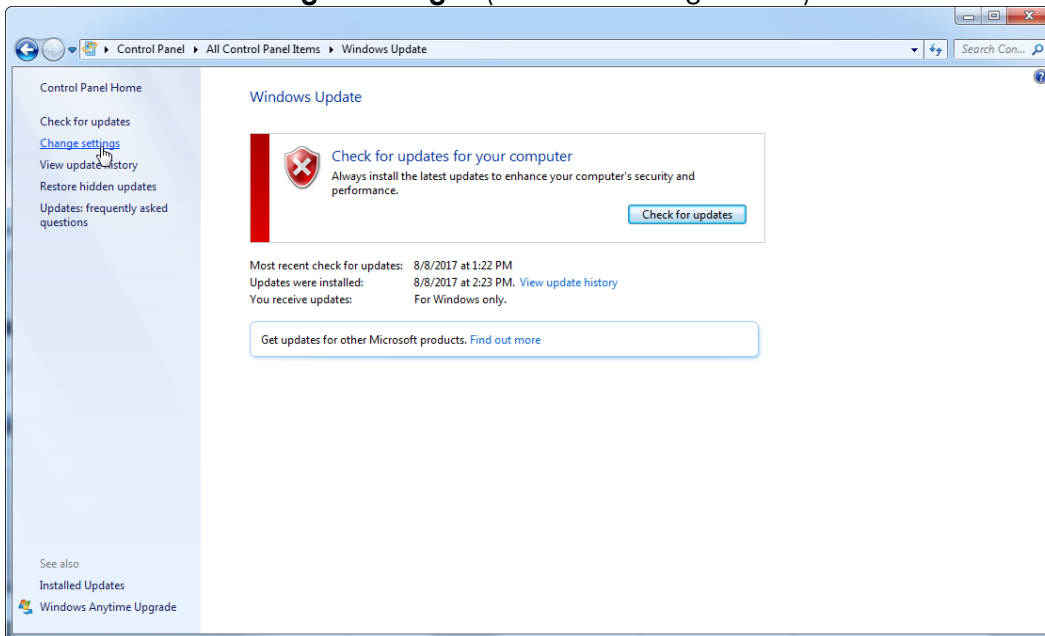 Control Panel ▸ All Control Panel Items ▸ Windows Update
Search Con...
Control Panel Home
Check for updates
Change settings
View update history
Restore hidden updates
Updates: frequently asked
questions
Windows Update
Check for updates for your computer
Always install the latest updates to enhance your computer's security and
performance.
Check for updates
Most recent check for updates: 8/8/2017 at 1:22 PM
Updates were installed: 8/8/2017 at 2:23 PM. View update history
You receive updates: For Windows only.
Get updates for other Microsoft products. Find out more
See also
Installed Updates
Windows Anytime Upgrade